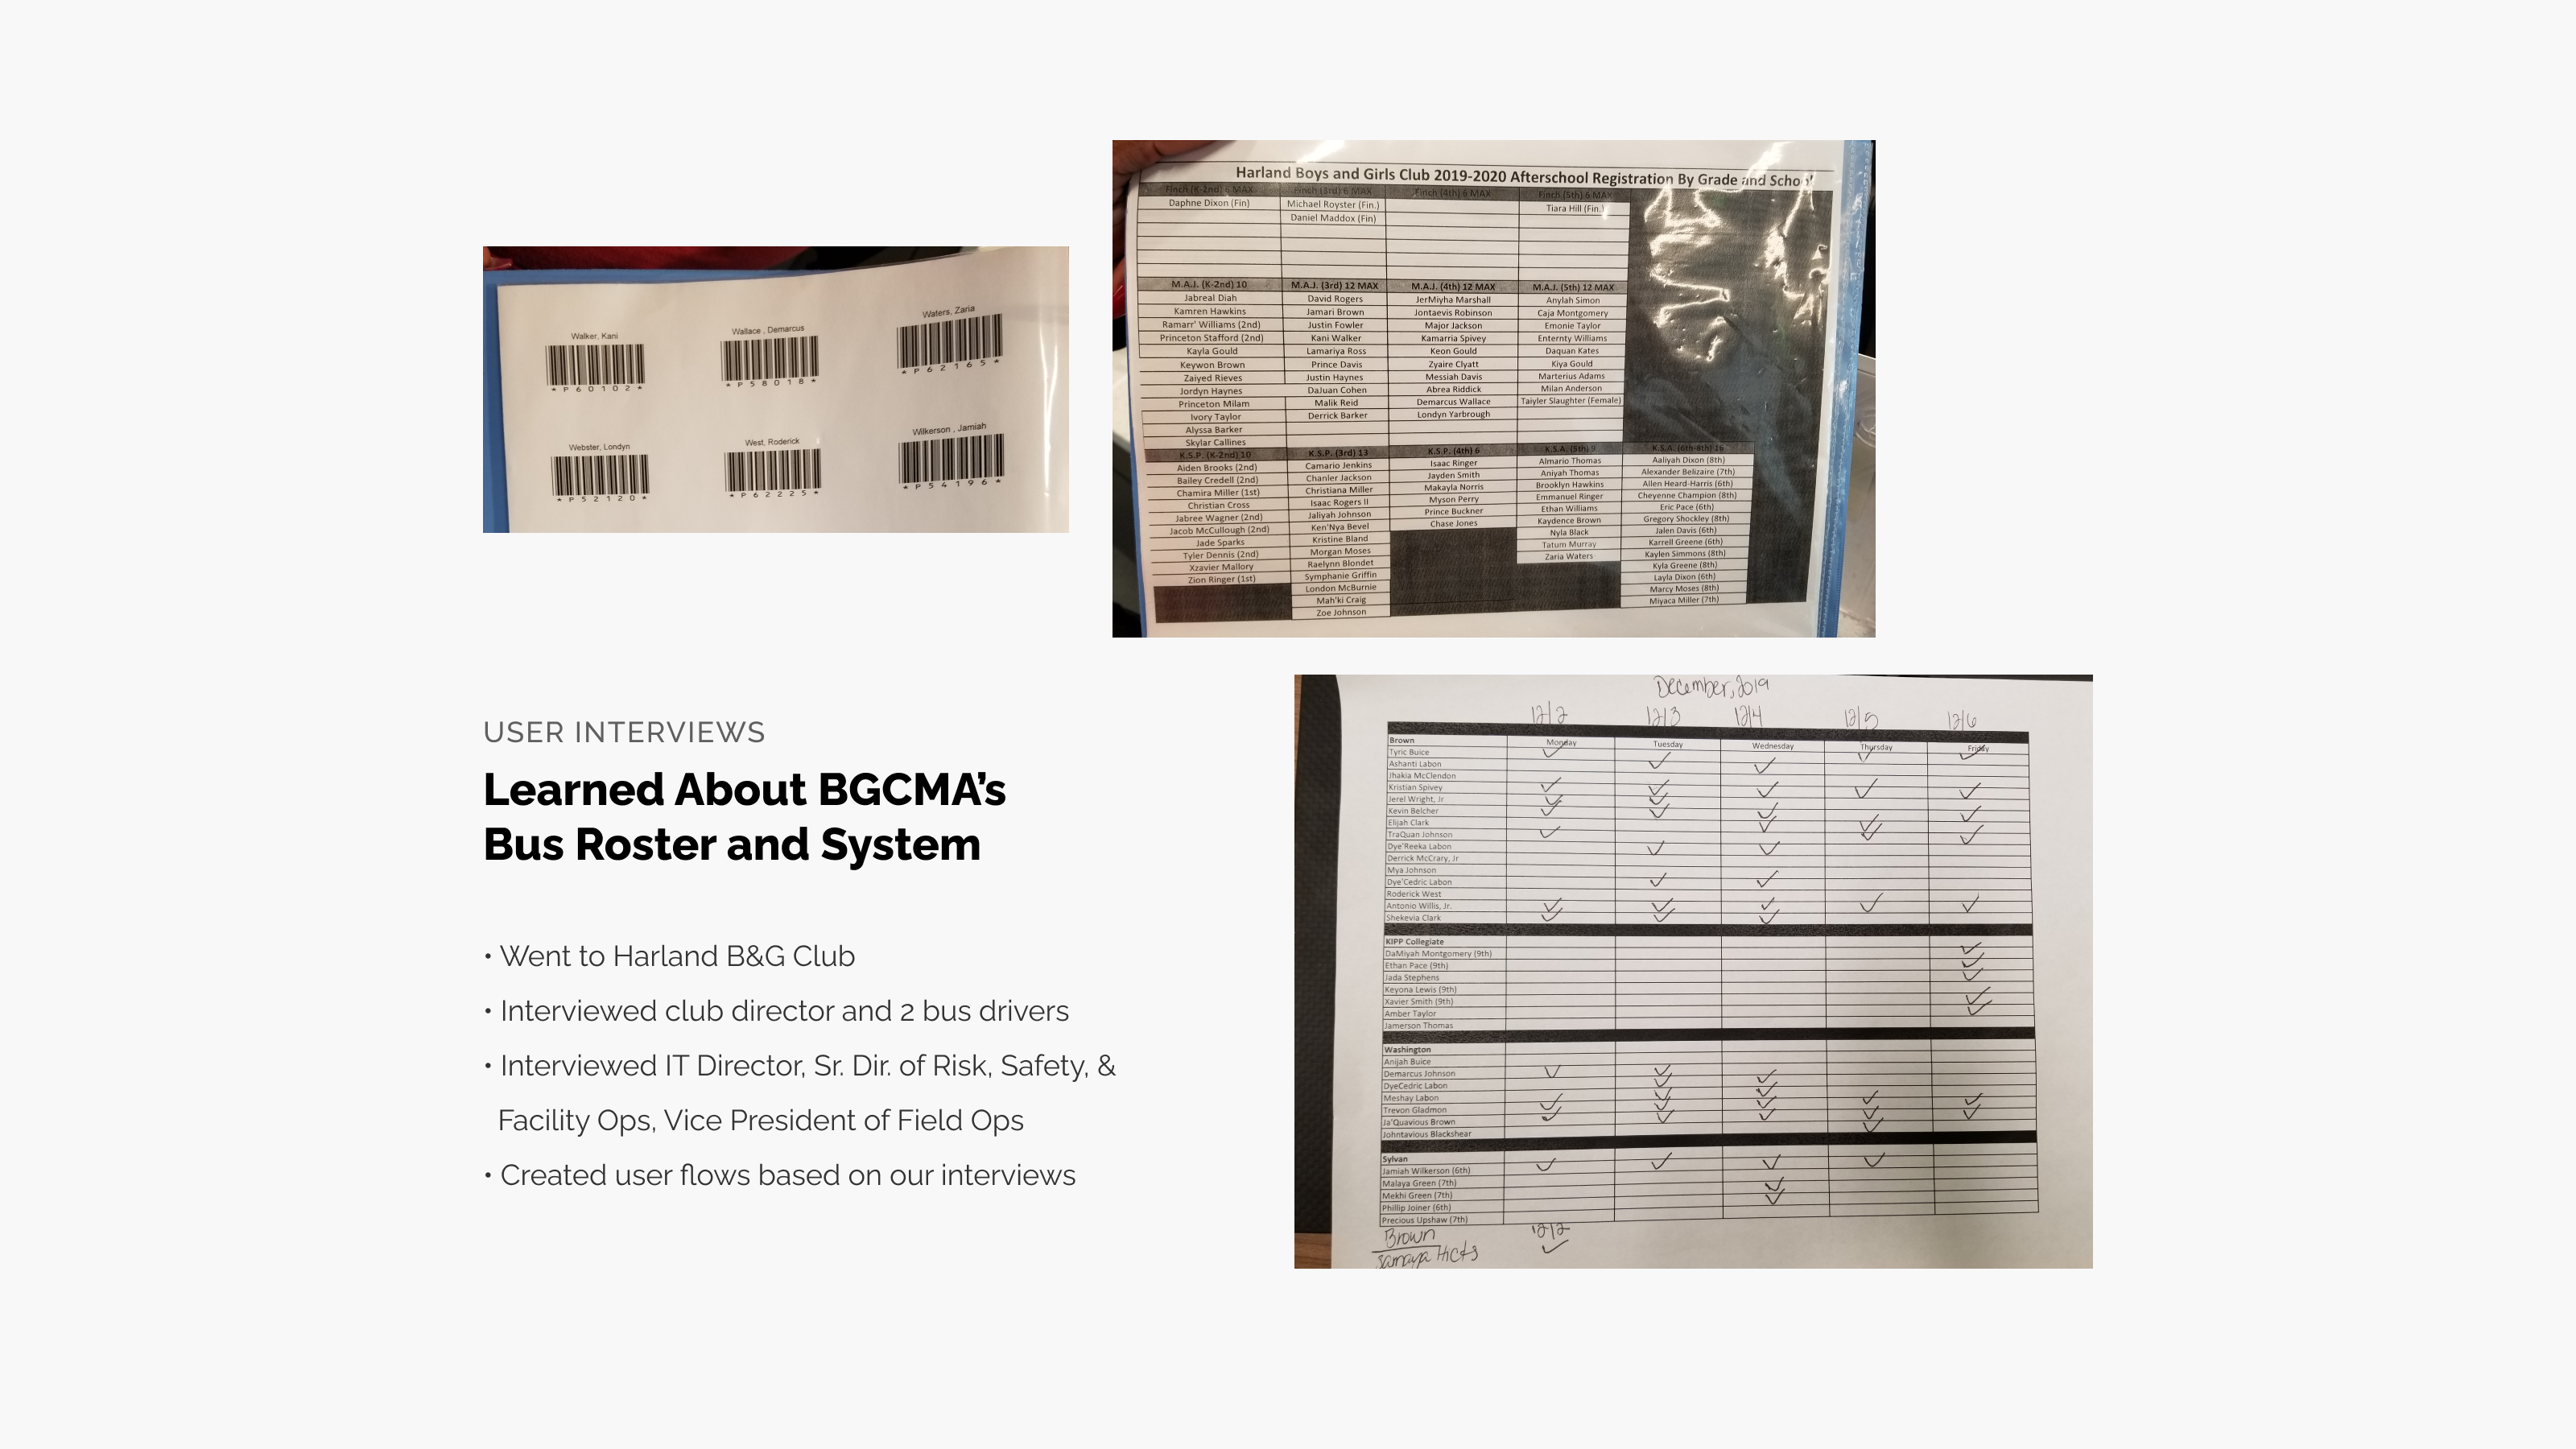 Walker, Kani
Wallace , Demarcus
Waters, Zaria
*P60102*
*P58018*
*P62165*
Webster, Londyn
West, Roderick
Wilkerson , Jamiah
*P52120*
*P62225*
*P54196*
Harland Boys and Girls Club 2019-2020 Afterschool Registration By Grade and School
Finch (K-2nd) 6 MAX Finch (3rd) 6 MAX Finch (4th) 6 MAX Finch (5th) 6 MAX
Daphne Dixon (Fin) Michael Royster (Fin.) Tiara Hill (Fin.)
Daniel Maddox (Fin)
M.A.J. (K-2nd) 10 M.A.J. (3rd) 12 MAX M.A.J. (4th) 12 MAX M.A.J. (5th) 12 MAX
Jabreal Diah David Rogers JerMiyha Marshall Anylah Simon
Kamren Hawkins Jamari Brown Jontaevis Robinson Caja Montgomery
Ramarr' Williams (2nd) Justin Fowler Major Jackson Emonie Taylor
Princeton Stafford (2nd) Kani Walker Kamarria Spivey Enternty Williams
Kayla Gould Lamariya Ross Keon Gould Daquan Kates
Keywon Brown Prince Davis Zyaire Clyatt Kiya Gould
Zaiyed Rieves Justin Haynes Messiah Davis Marterius Adams
Jordyn Haynes DaJuan Cohen Abrea Riddick Milan Anderson
Princeton Milam Malik Reid Demarcus Wallace Taiyler Slaughter (Female)
Ivory Taylor Derrick Barker Londyn Yarbrough
Alyssa Barker
Skylar Callines
K.S.P. (K-2nd) 10 K.S.P. (3rd) 13 K.S.P. (4th) 6 K.S.A. (5th) K.S.A. (6th-8th) 16
Aiden Brooks (2nd) Camario Jenkins Isaac Ringer Almario Thomas Aaliyah Dixon (8th)
Bailey Credell (2nd) Chanler Jackson Jayden Smith Aniyah Thomas Alexander Belizaire (7th)
Chamira Miller (1st) Christiana Miller Makayla Norris Brooklyn Hawkins Allen Heard-Harris (6th)
Christian Cross Isaac Rogers II Myson Perry Emmanuel Ringer Cheyenne Champion (8th)
Jabree Wagner (2nd) Jaliyah Johnson Prince Buckner Ethan Williams Eric Pace (6th)
Jacob McCullough (2nd) Ken'Nya Bevel Chase Jones Kaydence Brown Gregory Shockley (8th)
Jade Sparks Kristine Bland Nyla Black Jalen Davis (6th)
Tyler Dennis (2nd) Morgan Moses Tatum Murray Karrell Greene (6th)
Xzavier Mallory Raelynn Blondet Zaria Waters Kaylen Simmons (8th)
Zion Ringer (1st) Symphanie Griffin Kyla Greene (8th)
London McBurnie Layla Dixon (6th)
Mah'ki Craig Marcy Moses (8th)
Zoe Johnson Miyaca Miller (7th)
USER INTERVIEWS
Learned About BGCMA’s
Bus Roster and System
• Went to Harland B&G Club
• Interviewed club director and 2 bus drivers
• Interviewed IT Director, Sr. Dir. of Risk, Safety, &
Facility Ops, Vice President of Field Ops
• Created user flows based on our interviews
December, 2019
12/2 12/3 12/4 12/5 12/6
Brown Monday Tuesday Wednesday Thursday Friday
Tyric Buice
Ashanti Labon
Jhakia McClendon
Kristian Spivey
Jerel Wright, Jr
Kevin Belcher
Elijah Clark
TraQuan Johnson
Dye'Reeka Labon
Derrick McCrary, Jr
Mya Johnson
Dye'Cedric Labon
Roderick West
Antonio Willis, Jr.
Shekevia Clark
KIPP Collegiate
DaMiyah Montgomery (9th)
Ethan Pace (9th)
Jada Stephens
Keyona Lewis (9th)
Xavier Smith (9th)
Amber Taylor
Jamerson Thomas
Washington
Anijah Buice
Demarcus Johnson
DyeCedric Labon
Meshay Labon
Trevon Gladmon
Ja'Quavious Brown
Johntavious Blackshear
Sylvan
Jamiah Wilkerson (6th)
Malaya Green (7th)
Mekhi Green (7th)
Phillip Joiner (6th)
Precious Upshaw (7th)
Brown 12/2
Samaya Hicks